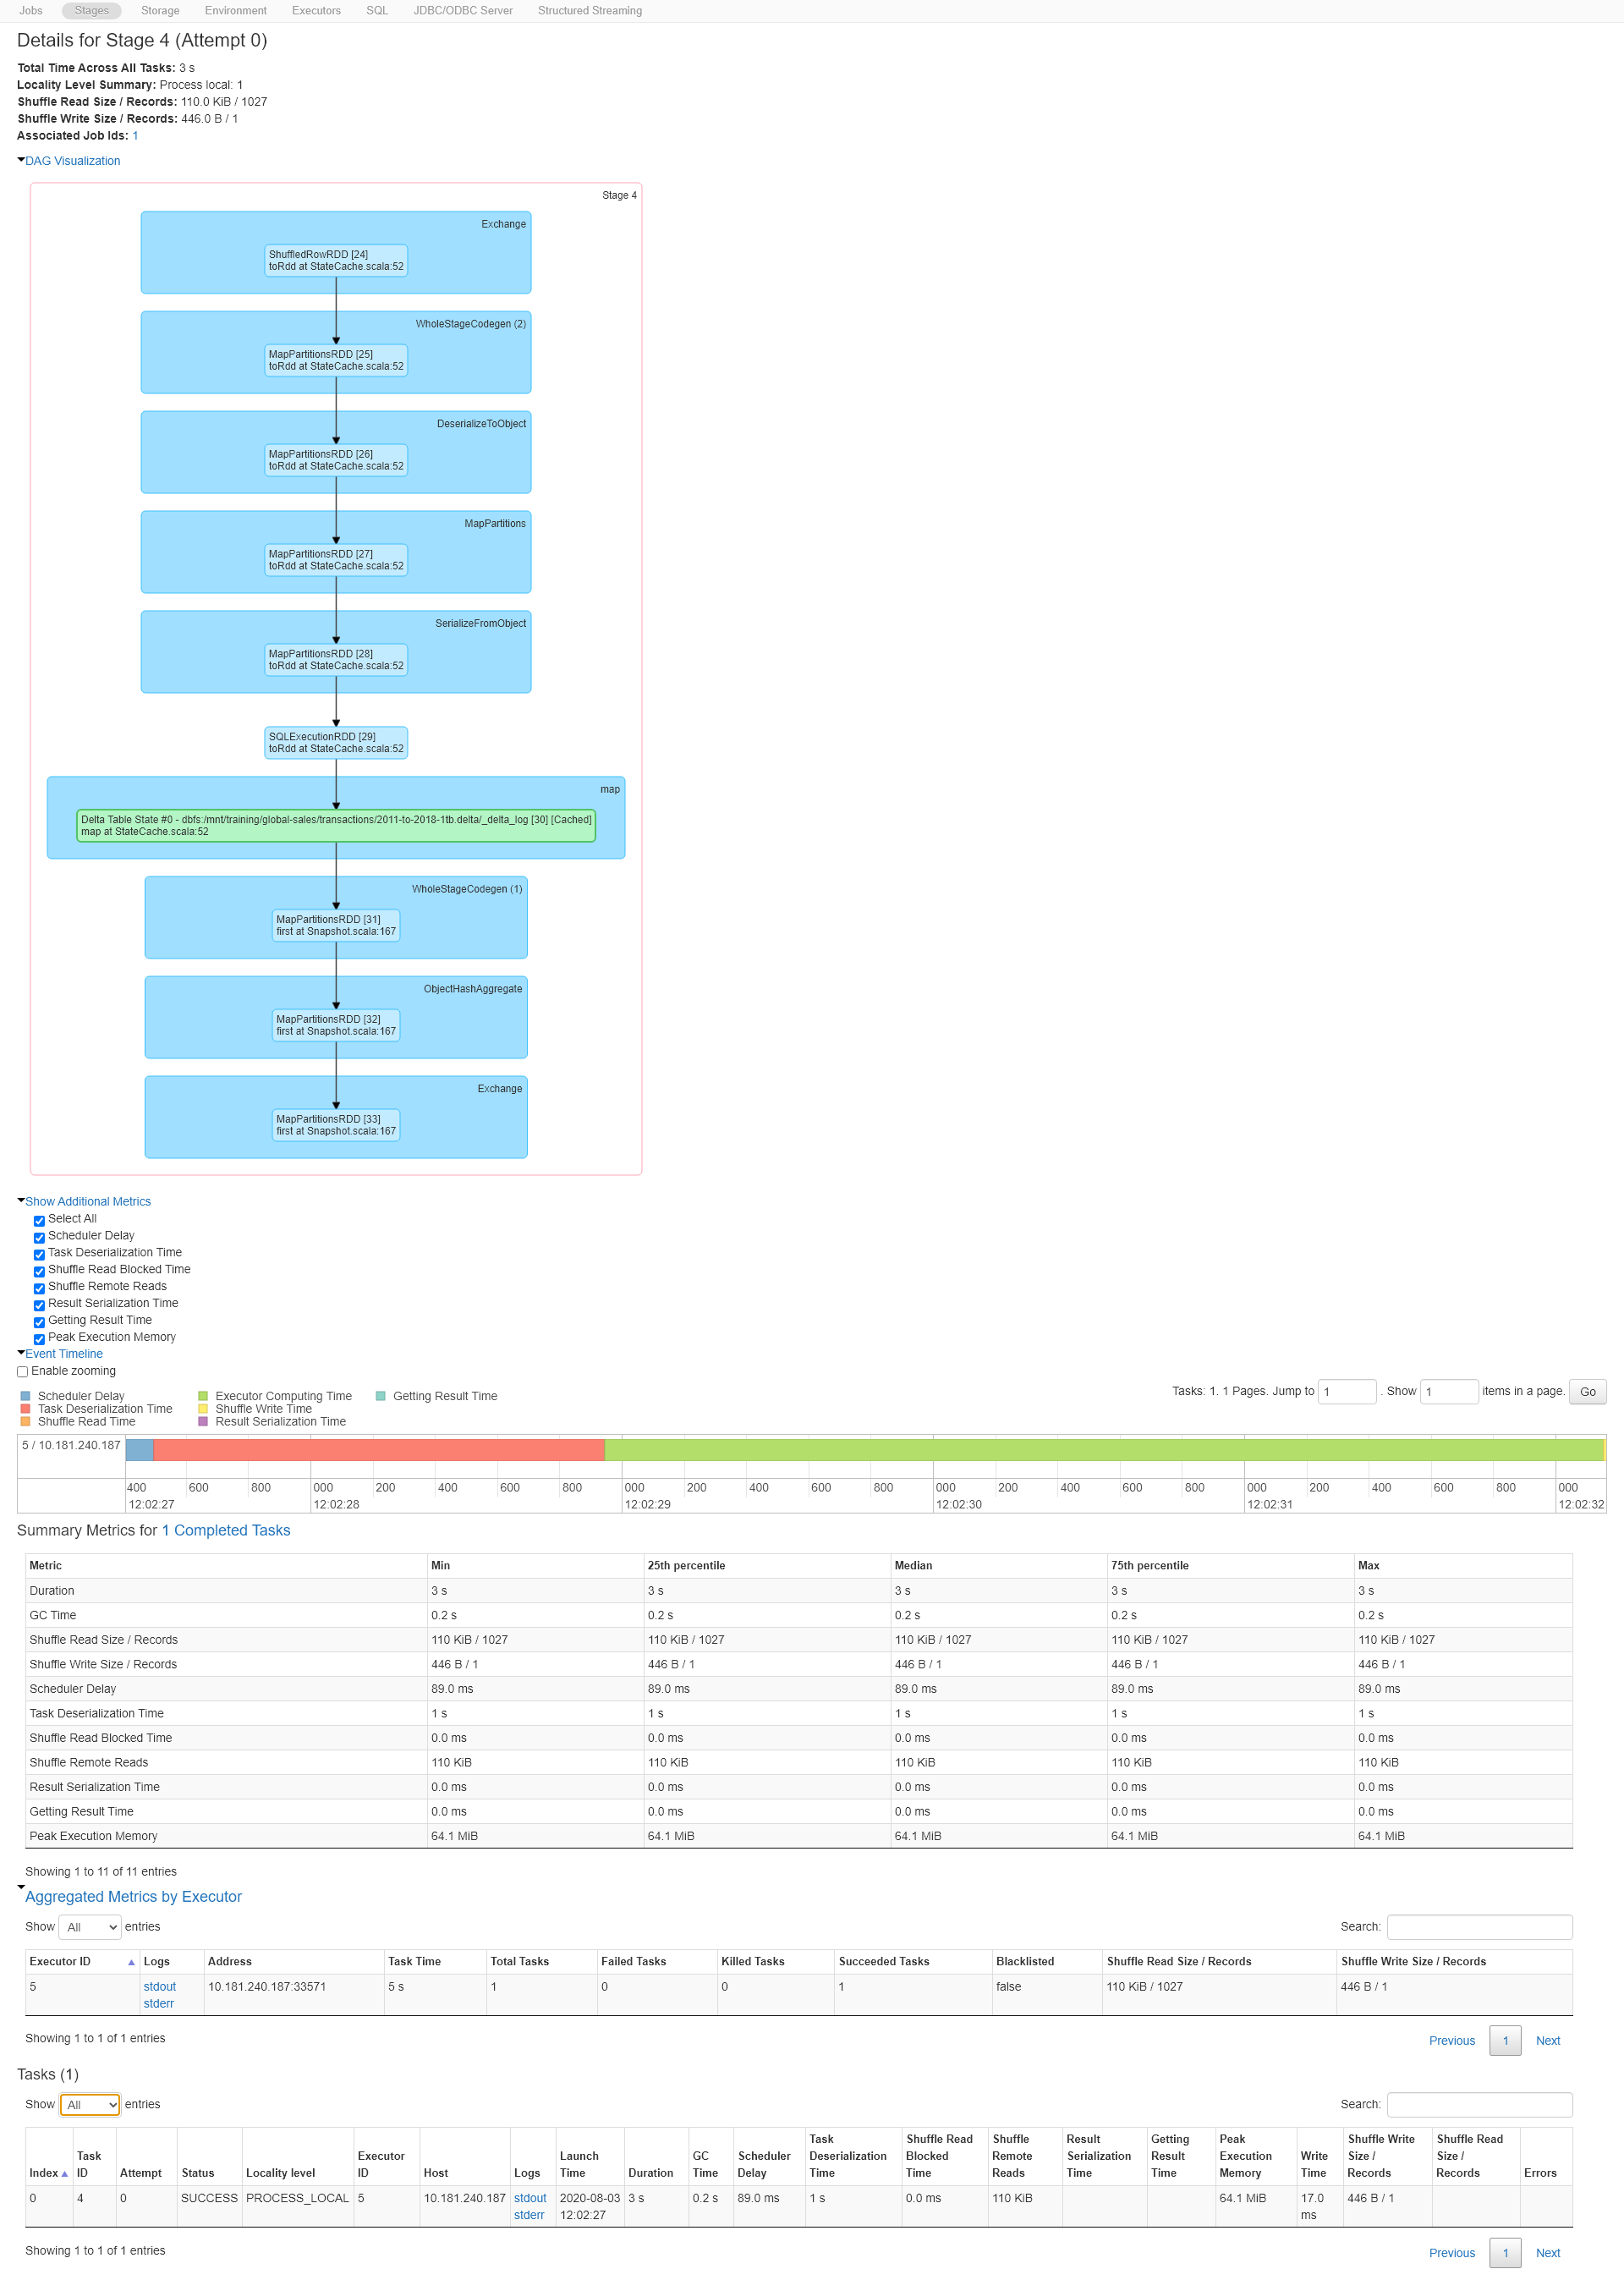 Jobs Stages Storage Environment Executors SQL JDBC/ODBC Server Structured Streaming
Details for Stage 4 (Attempt 0)
Total Time Across All Tasks: 3 s
Locality Level Summary: Process local: 1
Shuffle Read Size / Records: 110.0 KiB / 1027
Shuffle Write Size / Records: 446.0 B / 1
Associated Job Ids: 1
DAG Visualization
Stage 4
Exchange
ShuffledRowRDD [24]
toRdd at StateCache.scala:52
WholeStageCodegen (2)
MapPartitionsRDD [25]
toRdd at StateCache.scala:52
DeserializeToObject
MapPartitionsRDD [26]
toRdd at StateCache.scala:52
MapPartitions
MapPartitionsRDD [27]
toRdd at StateCache.scala:52
SerializeFromObject
MapPartitionsRDD [28]
toRdd at StateCache.scala:52
SQLExecutionRDD [29]
toRdd at StateCache.scala:52
map
Delta Table State #0 - dbfs:/mnt/training/global-sales/transactions/2011-to-2018-1tb.delta/_delta_log [30] [Cached]
map at StateCache.scala:52
WholeStageCodegen (1)
MapPartitionsRDD [31]
first at Snapshot.scala:167
ObjectHashAggregate
MapPartitionsRDD [32]
first at Snapshot.scala:167
Exchange
MapPartitionsRDD [33]
first at Snapshot.scala:167
Show Additional Metrics
Select All
Scheduler Delay
Task Deserialization Time
Shuffle Read Blocked Time
Shuffle Remote Reads
Result Serialization Time
Getting Result Time
Peak Execution Memory
Event Timeline
Enable zooming
Scheduler Delay Executor Computing Time Getting Result Time
Task Deserialization Time Shuffle Write Time
Shuffle Read Time Result Serialization Time
Tasks: 1. 1 Pages. Jump to 1 . Show 1 items in a page. Go
5 / 10.181.240.187
400 600 800 000 200 400 600 800 000 200 400 600 800 000 200 400 600 800 000 200 400 600 800 000
12:02:27 12:02:28 12:02:29 12:02:30 12:02:31 12:02:32
Summary Metrics for 1 Completed Tasks
Metric Min 25th percentile Median 75th percentile Max
Duration 3 s 3 s 3 s 3 s 3 s
GC Time 0.2 s 0.2 s 0.2 s 0.2 s 0.2 s
Shuffle Read Size / Records 110 KiB / 1027 110 KiB / 1027 110 KiB / 1027 110 KiB / 1027 110 KiB / 1027
Shuffle Write Size / Records 446 B / 1 446 B / 1 446 B / 1 446 B / 1 446 B / 1
Scheduler Delay 89.0 ms 89.0 ms 89.0 ms 89.0 ms 89.0 ms
Task Deserialization Time 1 s 1 s 1 s 1 s 1 s
Shuffle Read Blocked Time 0.0 ms 0.0 ms 0.0 ms 0.0 ms 0.0 ms
Shuffle Remote Reads 110 KiB 110 KiB 110 KiB 110 KiB 110 KiB
Result Serialization Time 0.0 ms 0.0 ms 0.0 ms 0.0 ms 0.0 ms
Getting Result Time 0.0 ms 0.0 ms 0.0 ms 0.0 ms 0.0 ms
Peak Execution Memory 64.1 MiB 64.1 MiB 64.1 MiB 64.1 MiB 64.1 MiB
Showing 1 to 11 of 11 entries
Aggregated Metrics by Executor
Show All entries Search:
Executor ID Logs Address Task Time Total Tasks Failed Tasks Killed Tasks Succeeded Tasks Blacklisted Shuffle Read Size / Records Shuffle Write Size / Records
5 stdout 10.181.240.187:33571 5 s 1 0 0 1 false 110 KiB / 1027 446 B / 1
stderr
Showing 1 to 1 of 1 entries
Previous 1 Next
Tasks (1)
Show All entries Search:
Task Shuffle Read Shuffle Result Getting Peak Shuffle Write Shuffle Read
Task Executor Launch GC Scheduler Deserialization Blocked Remote Serialization Result Execution Write Size / Size /
Index ID Attempt Status Locality level ID Host Logs Time Duration Time Delay Time Time Reads Time Time Memory Time Records Records Errors
0 4 0 SUCCESS PROCESS_LOCAL 5 10.181.240.187 stdout 2020-08-03 3 s 0.2 s 89.0 ms 1 s 0.0 ms 110 KiB 64.1 MiB 17.0 446 B / 1
stderr 12:02:27 ms
Showing 1 to 1 of 1 entries
Previous 1 Next